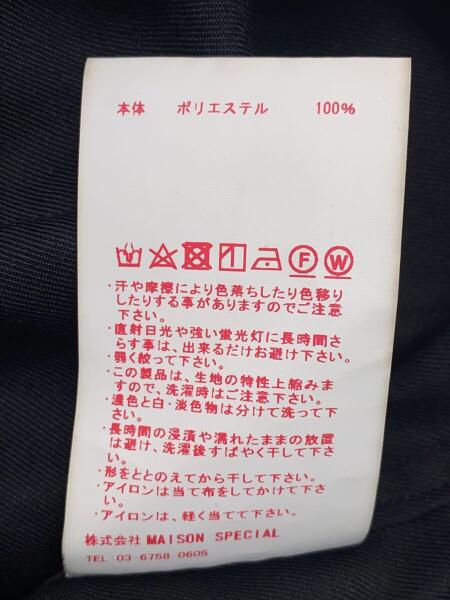 本体 ポリエステル 100%
F W
・汗や摩擦により色落ちしたり色移り
したりする事がありますのでご注意
下さい。
・直射日光や強い蛍光灯に長時間さ
らす事は、出来るだけお避け下さい。
・弱く絞って下さい。
・この製品は、生地の特性上縮みま
すので、洗濯時はご注意下さい。
・濃色と白・淡色物は分けて洗って下
さい。
・長時間の浸漬や濡れたままの放置
は避け、洗濯後すばやく干して下さ
い。
・形をととのえてから干して下さい。
・アイロンは当て布をしてかけて下さ
い。
・アイロンは、軽く当てて下さい。
株式会社 MAISON SPECIAL
TEL: 03-6758-0605